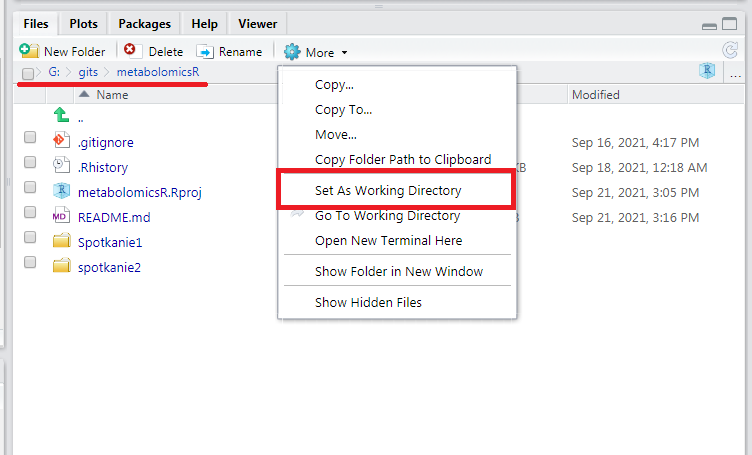 Files Plots Packages Help Viewer
New Folder Delete Rename More
G: gits metabolomicsR R ...
Name Modified
..
.gitignore Sep 16, 2021, 4:17 PM
.Rhistory KB Sep 18, 2021, 12:18 AM
metabolomicsR.Rproj Sep 21, 2021, 3:05 PM
MD README.md Sep 21, 2021, 3:16 PM
Spotkanie1
spotkanie2
Copy...
Copy To...
Move...
Copy Folder Path to Clipboard
Set As Working Directory
Go To Working Directory
Open New Terminal Here
Show Folder in New Window
Show Hidden Files